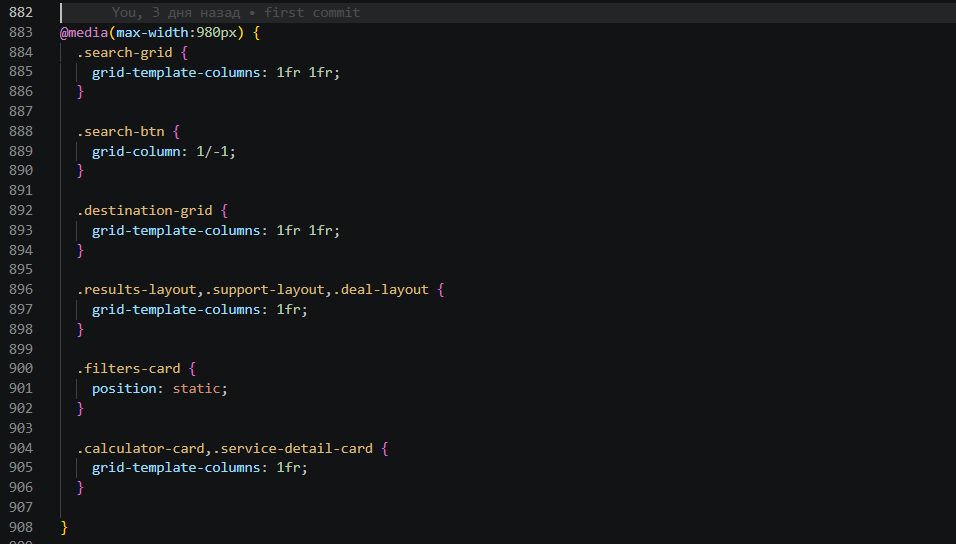 882 You, 3 дня назад • first commit
883 @media(max-width:980px) {
884 .search-grid {
885 grid-template-columns: 1fr 1fr;
886 }
887
888 .search-btn {
889 grid-column: 1/-1;
890 }
891
892 .destination-grid {
893 grid-template-columns: 1fr 1fr;
894 }
895
896 .results-layout,.support-layout,.deal-layout {
897 grid-template-columns: 1fr;
898 }
899
900 .filters-card {
901 position: static;
902 }
903
904 .calculator-card,.service-detail-card {
905 grid-template-columns: 1fr;
906 }
907
908 }